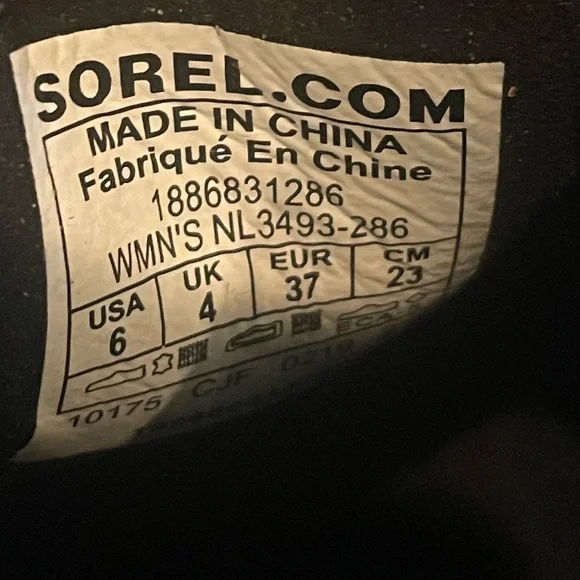 SOREL.COM
MADE IN CHINA
Fabriqué En Chine
1886831286
WMN'S NL3493-286
USA UK EUR CM
6 4 37 23
10175 CJF